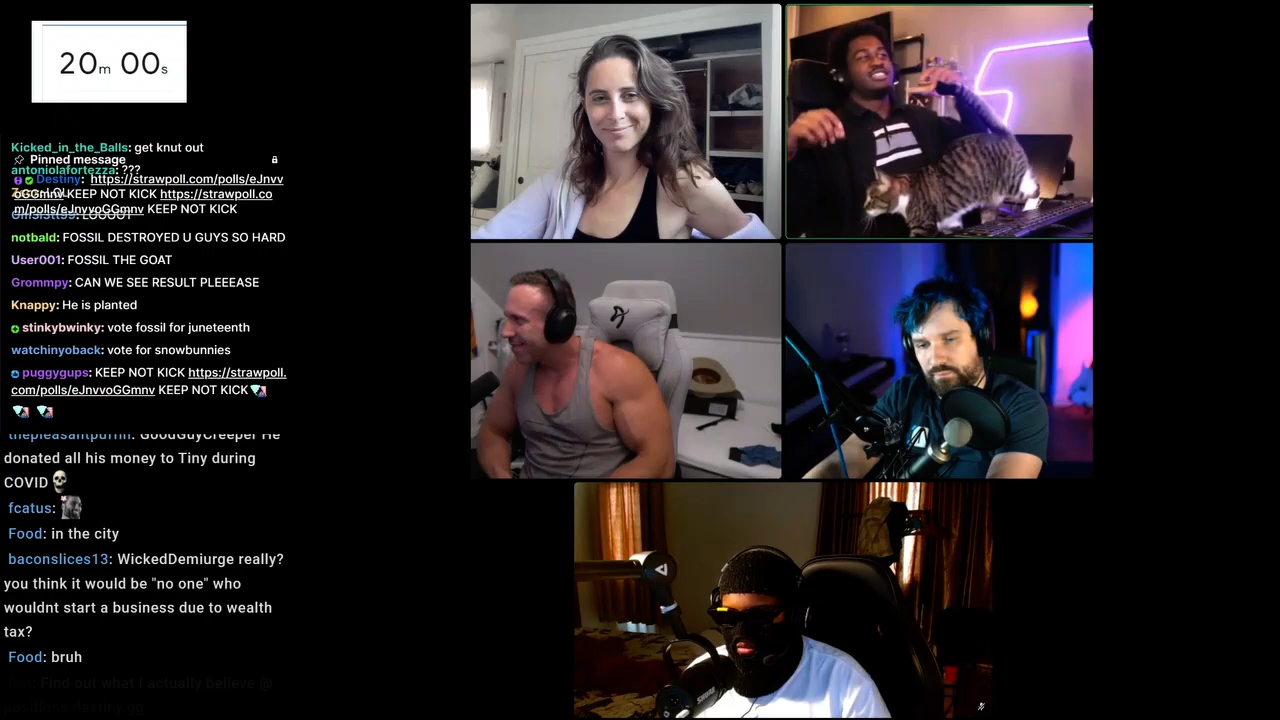 20m 00s
Kicked_in_the_Balls: get knut out
Pinned message
antoniolafortezza: ???
Destiny: https://strawpoll.com/polls/eJnvv
oGGmnv KEEP NOT KICK https://strawpoll.co
m/polls/eJnvvoGGmnv KEEP NOT KICK
notbald: FOSSIL DESTROYED U GUYS SO HARD
User001: FOSSIL THE GOAT
Grommpy: CAN WE SEE RESULT PLEEEASE
Knappy: He is planted
stinkybwinky: vote fossil for juneteenth
watchinyoback: vote for snowbunnies
puggygups: KEEP NOT KICK https://strawpoll.
com/polls/eJnvvoGGmnv KEEP NOT KICK
GoodGuyCreeper He
donated all his money to Tiny during
COVID
fcatus:
Food: in the city
baconslices13: WickedDemiurge really?
you think it would be "no one" who
wouldnt start a business due to wealth
tax?
Food: bruh
Find out what I actually believe @